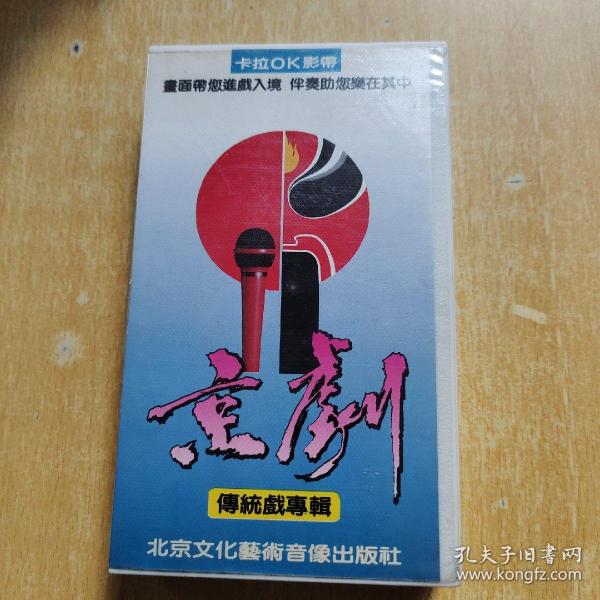 卡拉OK影帶
畫面帶您進戲入境 伴奏助您樂在其中
京劇
傳統戲專輯
北京文化藝術音像出版社
孔夫子旧书网
www.kongfz.com